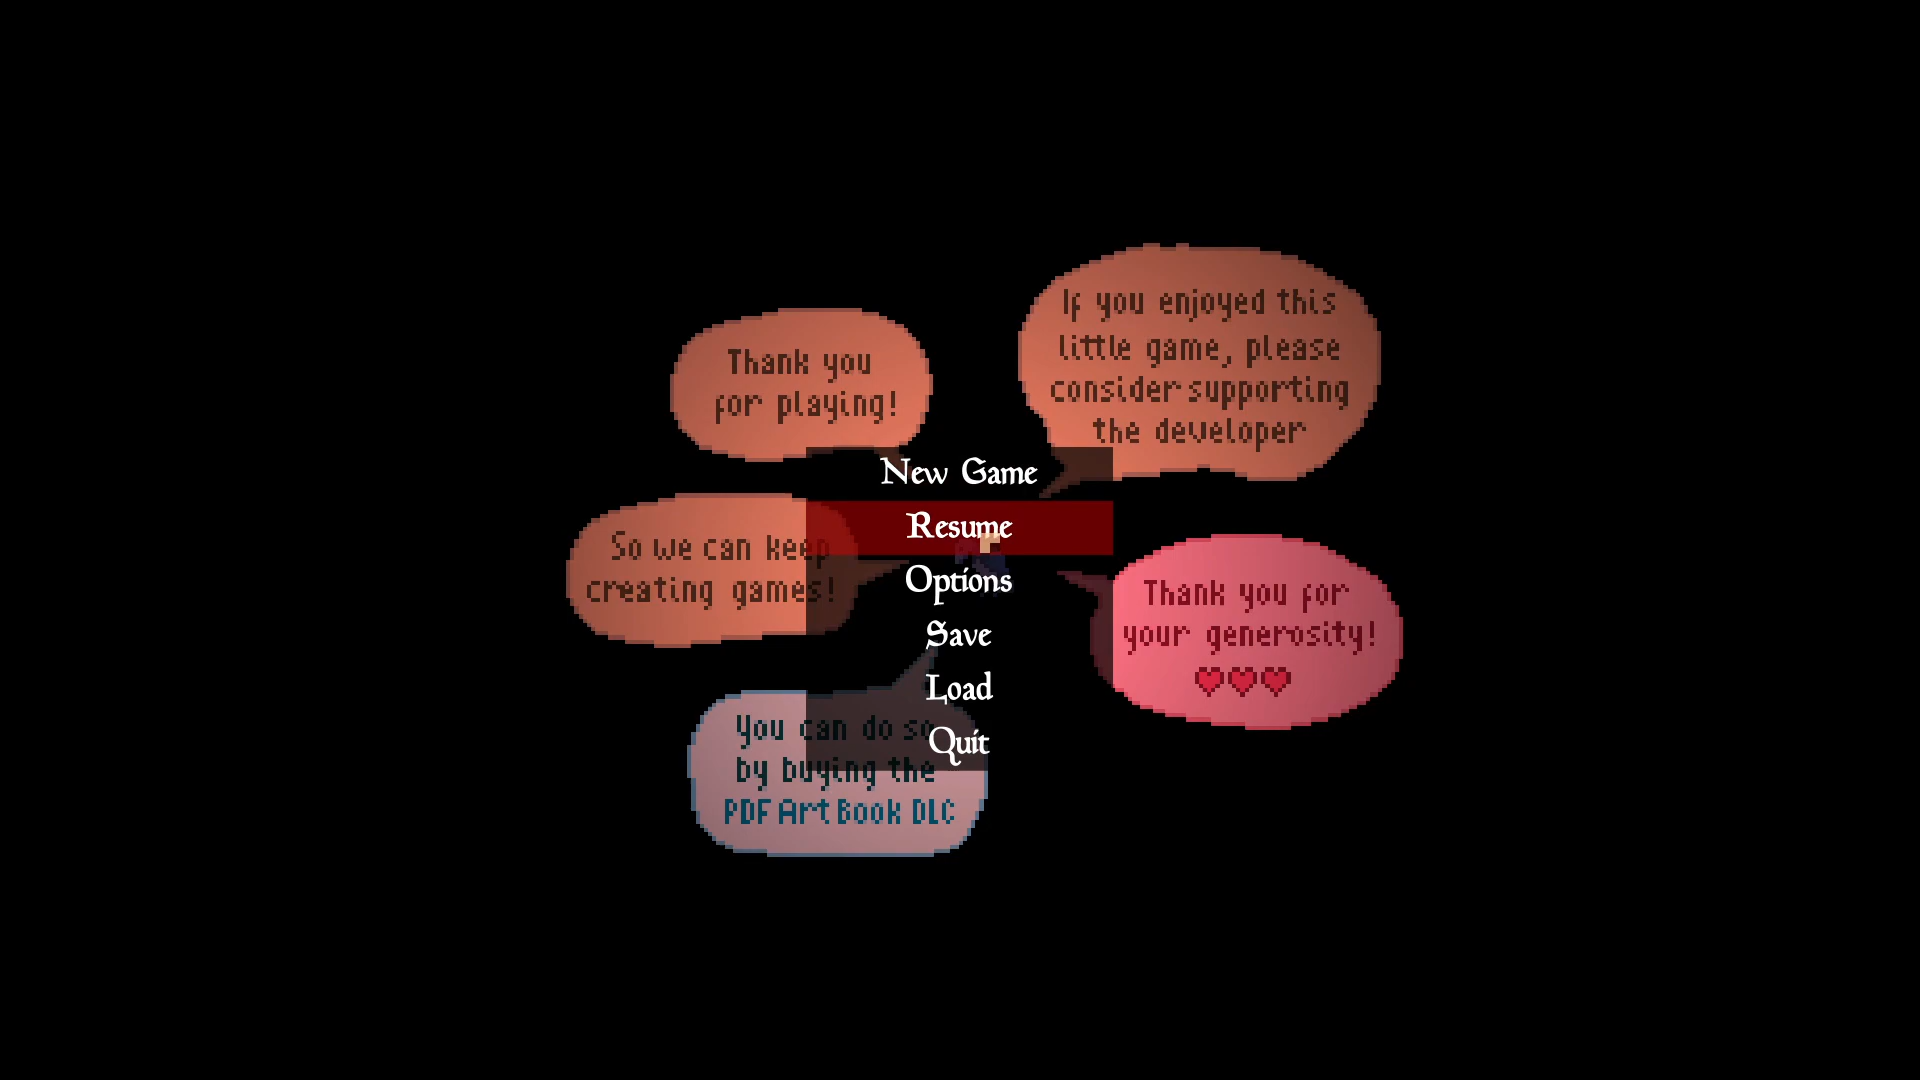 Thank you
for playing!
If you enjoyed this
little game, please
consider supporting
the developer
So we can keep
creating games!
You can do so
by buying the
PDF Art Book DLC
Thank you for
your generosity!
New Game
Resume
Options
Save
Load
Quit